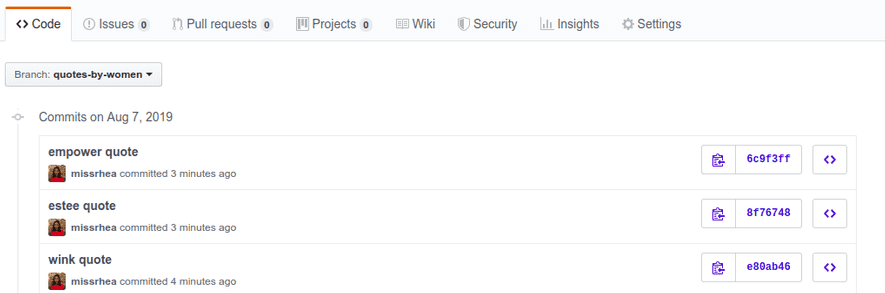 <> Code Issues 0 Pull requests 0 Projects 0 Wiki Security Insights Settings
Branch: quotes-by-women
Commits on Aug 7, 2019
empower quote
missrhea committed 3 minutes ago
6c9f3ff <>
estee quote
missrhea committed 3 minutes ago
8f76748 <>
wink quote
missrhea committed 4 minutes ago
e80ab46 <>